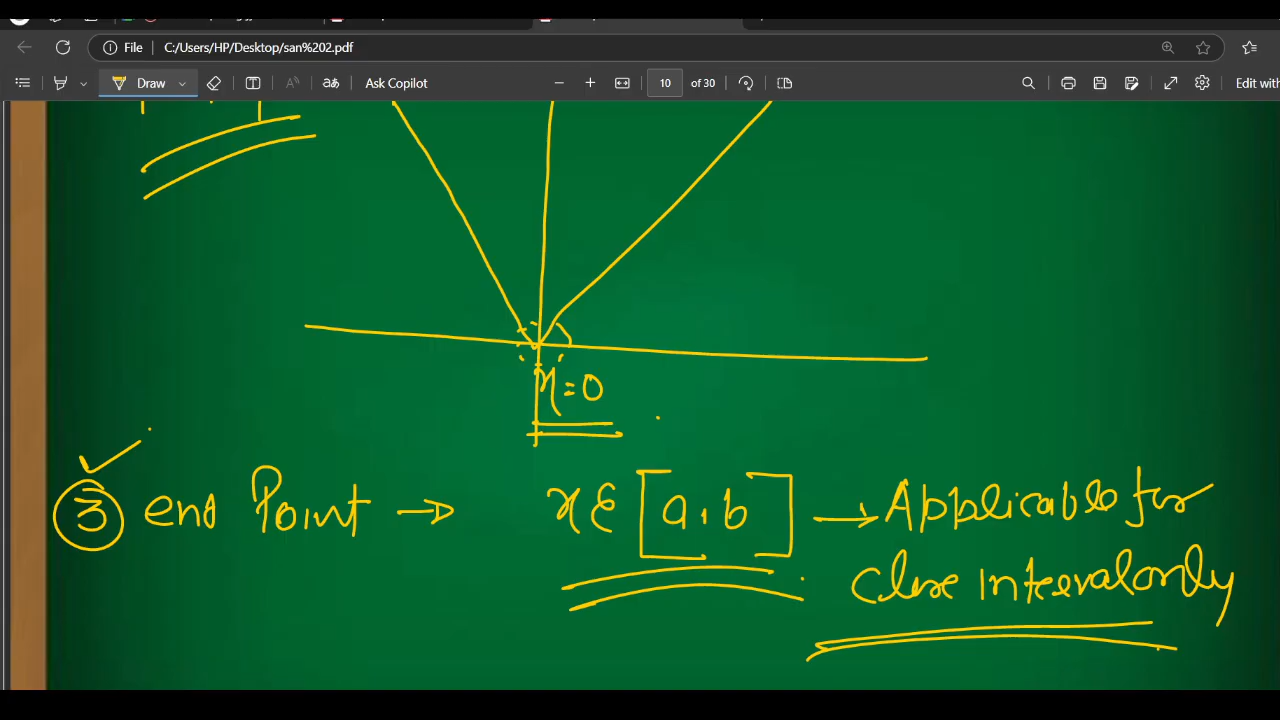 File C:/Users/HP/Desktop/san%202.pdf
Draw Ask Copilot 10 of 30 Edit with
x=0
③ end Point → x∈[a,b] → Applicable for
Close Interval only